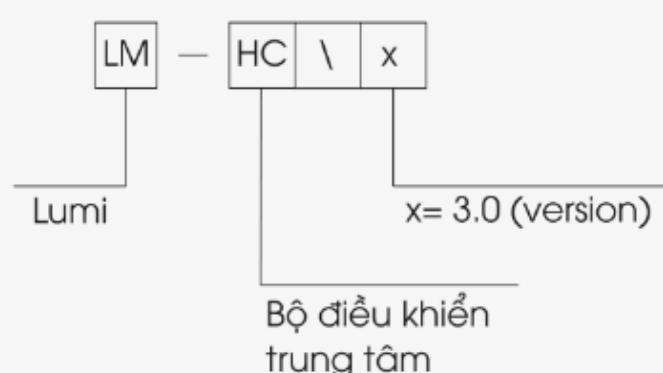 LM – HC \ x
Lumi
x= 3.0 (version)
Bộ điều khiển
trung tâm